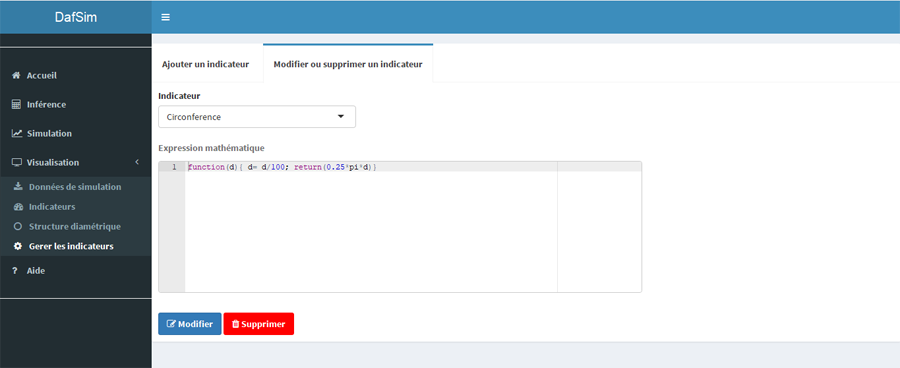 DafSim
Accueil
Inférence
Simulation
Visualisation
Données de simulation
Indicateurs
Structure diamétrique
Gerer les indicateurs
? Aide
Ajouter un indicateur
Modifier ou supprimer un indicateur
Indicateur
Circonference
Expression mathématique
1 function(d){ d= d/100; return(0.25*pi*d)}
Modifier
Supprimer